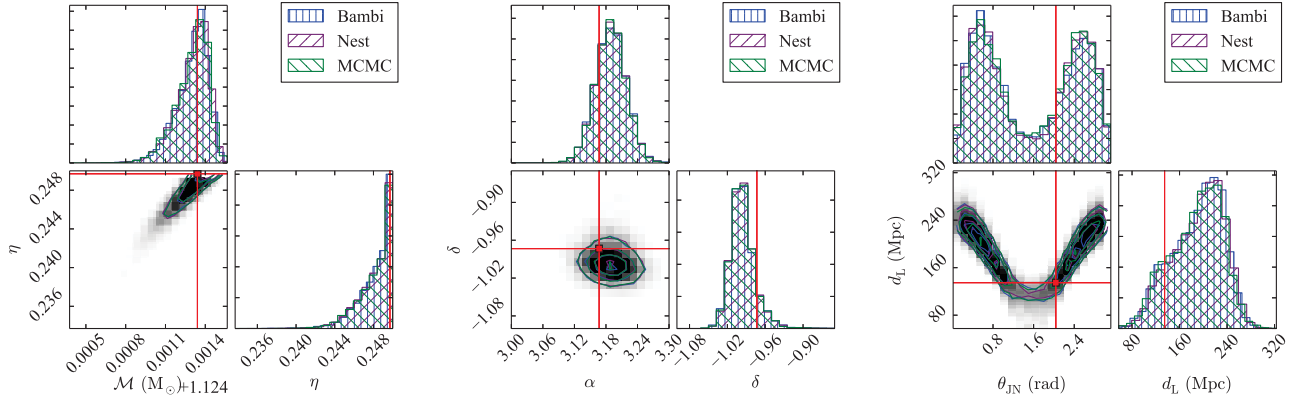 Bambi
Nest
MCMC
Bambi
Nest
MCMC
Bambi
Nest
MCMC
0.248
0.244
0.240
0.236
η
0.0005
0.0008
0.0011
0.0014
ℳ (M⊙)+1.124
0.236
0.240
0.244
0.248
η
−0.90
−0.96
−1.02
−1.08
δ
3.00
3.06
3.12
3.18
3.24
3.30
α
−1.08
−1.02
−0.96
−0.90
δ
320
240
160
80
d_L (Mpc)
0.8
1.6
2.4
θ_JN (rad)
80
160
240
320
d_L (Mpc)